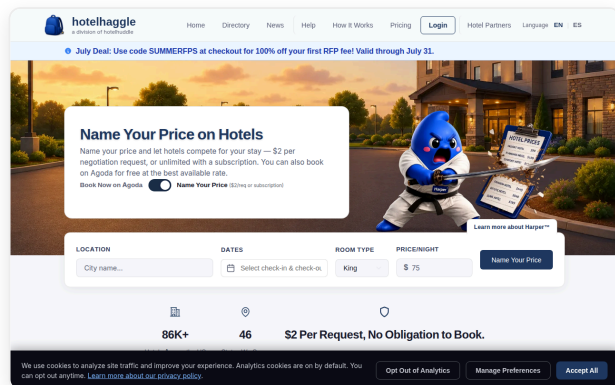 hotelhaggle
a division of hotelhuddle
Home Directory News Help How It Works Pricing Login Hotel Partners Language EN ES
July Deal: Use code SUMMERFPS at checkout for 100% off your first RFP fee! Valid through July 31.
Name Your Price on Hotels
Name your price and let hotels compete for your stay — $2 per
negotiation request, or unlimited with a subscription. You can also book
on Agoda for free at the best available rate.
Book Now on Agoda Name Your Price ($2/req or subscription)
HOTEL PRICES
Harper
Learn more about Harper™
LOCATION DATES ROOM TYPE PRICE/NIGHT
City name... Select check-in & check-ou King $ 75 Name Your Price
86K+ 46 $2 Per Request, No Obligation to Book.
We use cookies to analyze site traffic and improve your experience. Analytics cookies are on by default. You
can opt out anytime. Learn more about our privacy policy.
Opt Out of Analytics Manage Preferences Accept All